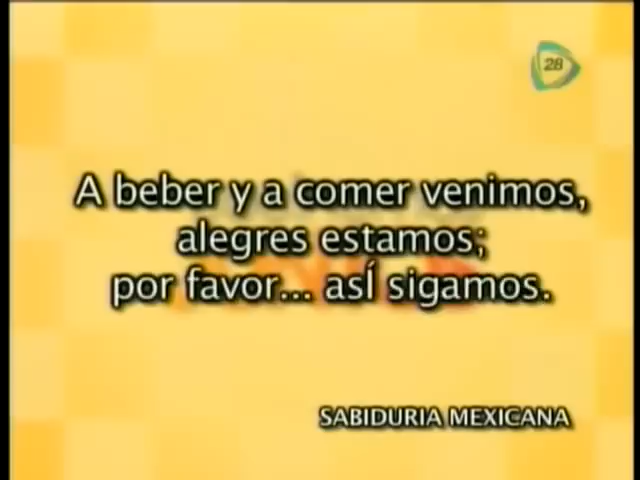 28
A beber y a comer venimos,
alegres estamos;
por favor... así sigamos.
SABIDURIA MEXICANA